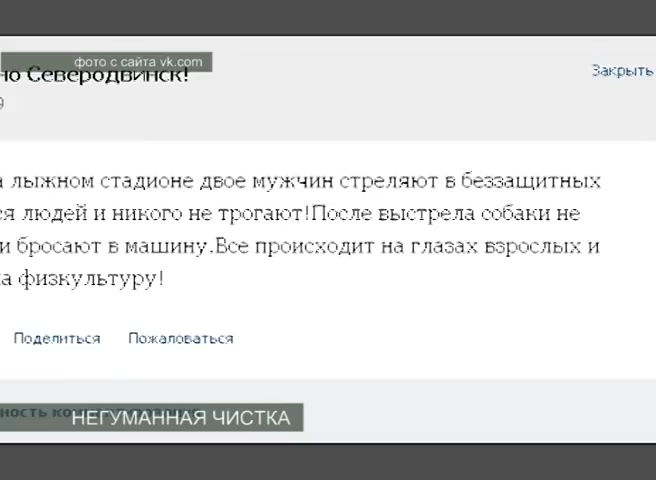 фото с сайта vk.com
но Северодвинск!
Закрыть
9
а лыжном стадионе двое мужчин стреляют в беззащитных
ся людей и никого не трогают!После выстрела собаки не
и бросают в машину.Все происходит на глазах взрослых и
а физкультуру!
Поделиться Пожаловаться
НЕГУМАННАЯ ЧИСТКА